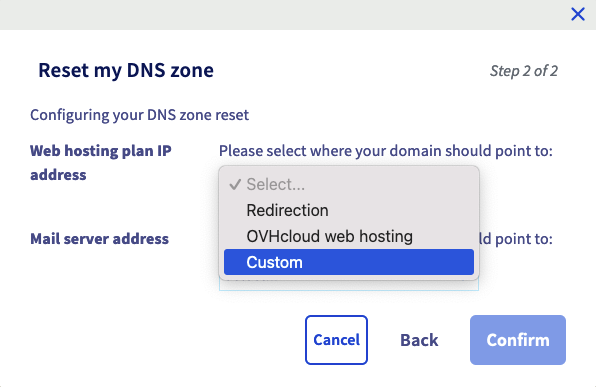 Reset my DNS zone
Step 2 of 2
Configuring your DNS zone reset
Web hosting plan IP address
Please select where your domain should point to:
✓ Select...
Redirection
OVHcloud web hosting
Custom
Mail server address
ld point to:
Cancel
Back
Confirm